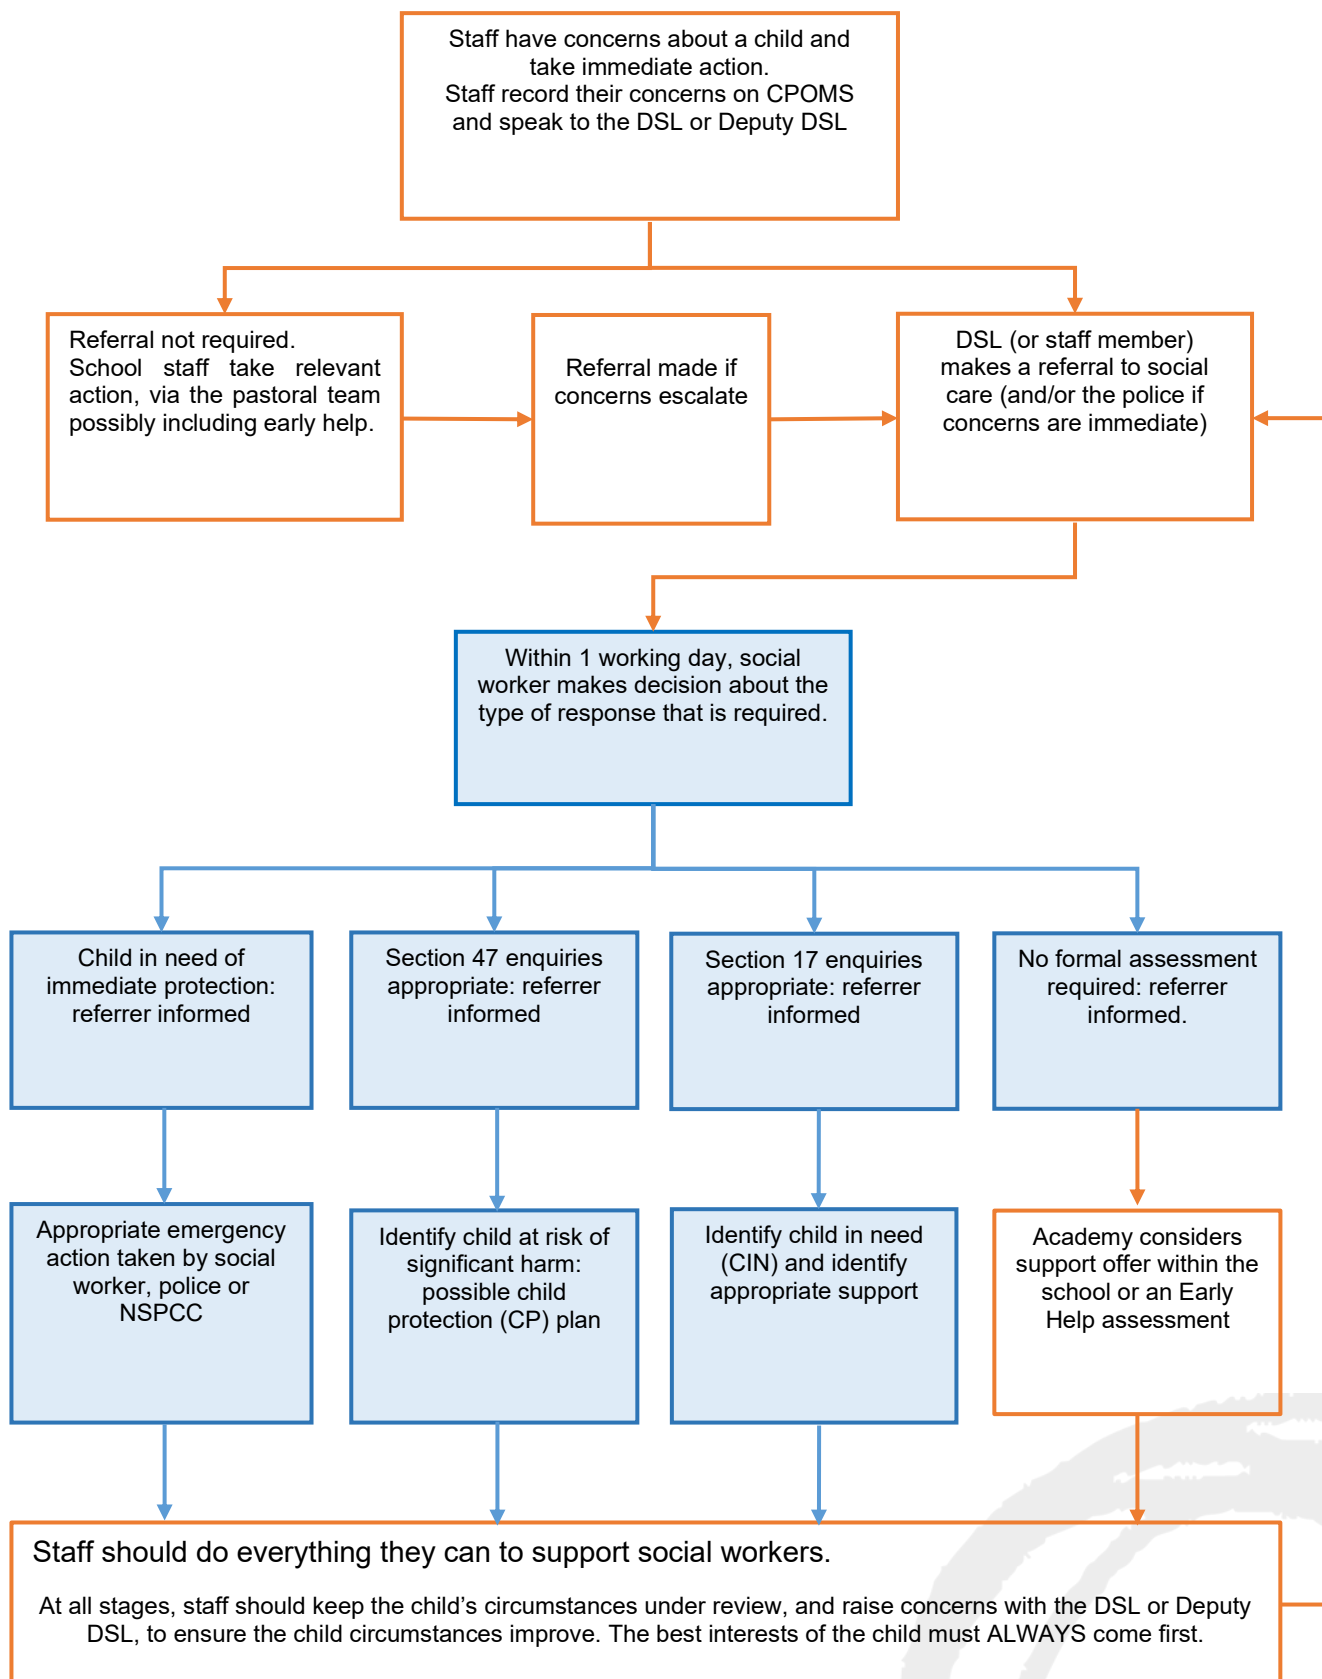 Staff have concerns about a child and
take immediate action.
Staff record their concerns on CPOMS
and speak to the DSL or Deputy DSL
Referral not required.
School staff take relevant
action, via the pastoral team
possibly including early help.
Referral made if
concerns escalate
DSL (or staff member)
makes a referral to social
care (and/or the police if
concerns are immediate)
Within 1 working day, social
worker makes decision about the
type of response that is required.
Child in need of
immediate protection:
referrer informed
Section 47 enquiries
appropriate: referrer
informed
Section 17 enquiries
appropriate: referrer
informed
No formal assessment
required: referrer
informed.
Appropriate emergency
action taken by social
worker, police or
NSPCC
Identify child at risk of
significant harm:
possible child
protection (CP) plan
Identify child in need
(CIN) and identify
appropriate support
Academy considers
support offer within the
school or an Early
Help assessment
Staff should do everything they can to support social workers.
At all stages, staff should keep the child’s circumstances under review, and raise concerns with the DSL or Deputy
DSL, to ensure the child circumstances improve. The best interests of the child must ALWAYS come first.